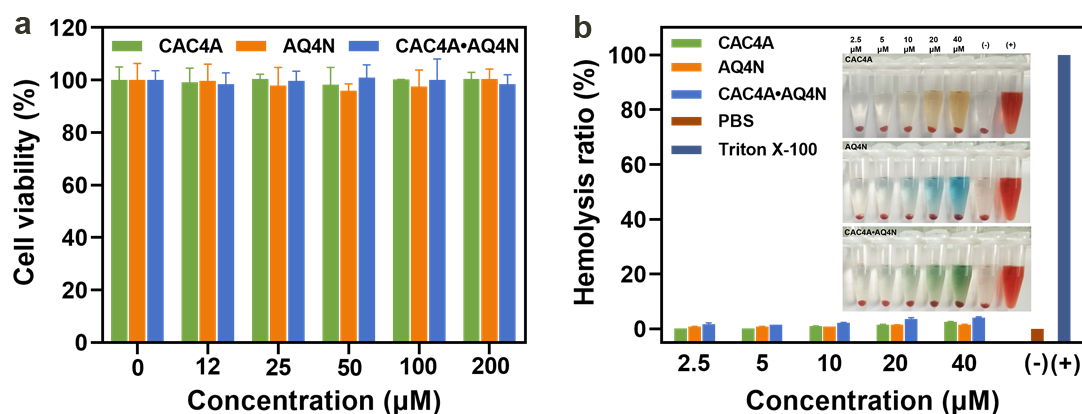 a
Cell viability (%)
120
100
80
60
40
20
0
CAC4A AQ4N CAC4A•AQ4N
0 12 25 50 100 200
Concentration (μM)
b
Hemolysis ratio (%)
100
80
60
40
20
0
CAC4A
AQ4N
CAC4A•AQ4N
PBS
Triton X-100
2.5 5 10 20 40 (-) (+)
μM μM μM μM μM
CAC4A
AQ4N
CAC4A•AQ4N
2.5 5 10 20 40 (-) (+)
Concentration (μM)